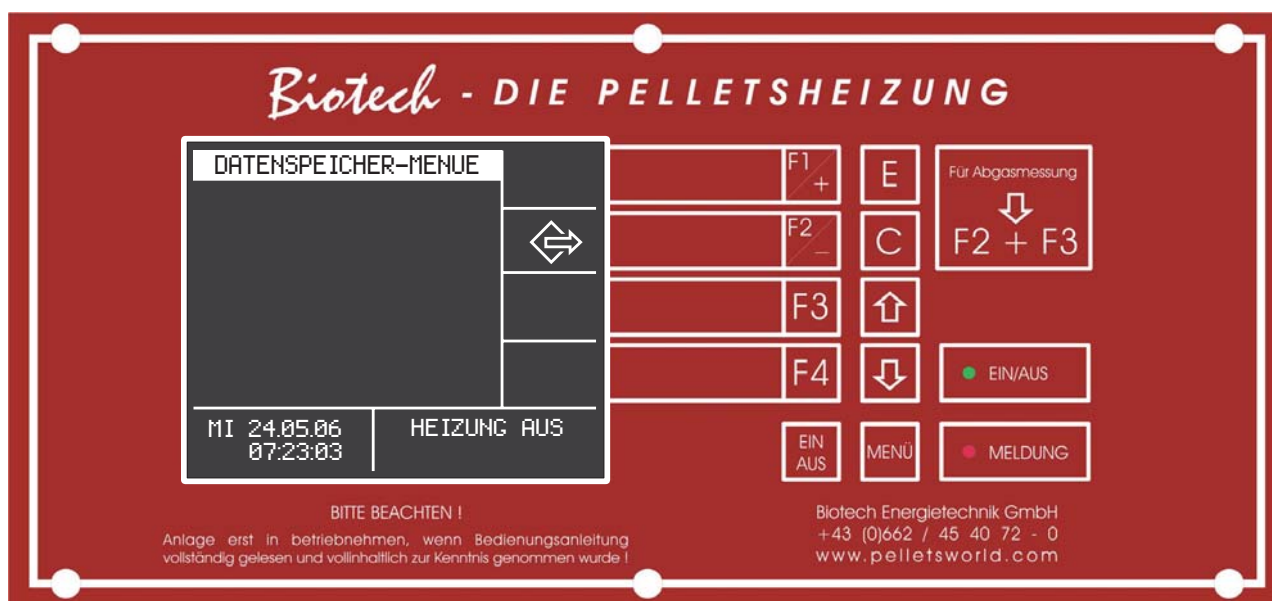 Biotech - DIE PELLETSHEIZUNG
DATENSPEICHER-MENUE
MI 24.05.06
07:23:03
HEIZUNG AUS
F1
+
F2
-
F3
F4
E
C
Für Abgasmessung
F2 + F3
EIN/AUS
EIN
AUS
MENÜ
MELDUNG
BITTE BEACHTEN !
Anlage erst in betriebnehmen, wenn Bedienungsanleitung
vollständig gelesen und vollinhaltlich zur Kenntnis genommen wurde !
Biotech Energietechnik GmbH
+43 (0)662 / 45 40 72 - 0
www.pelletsworld.com